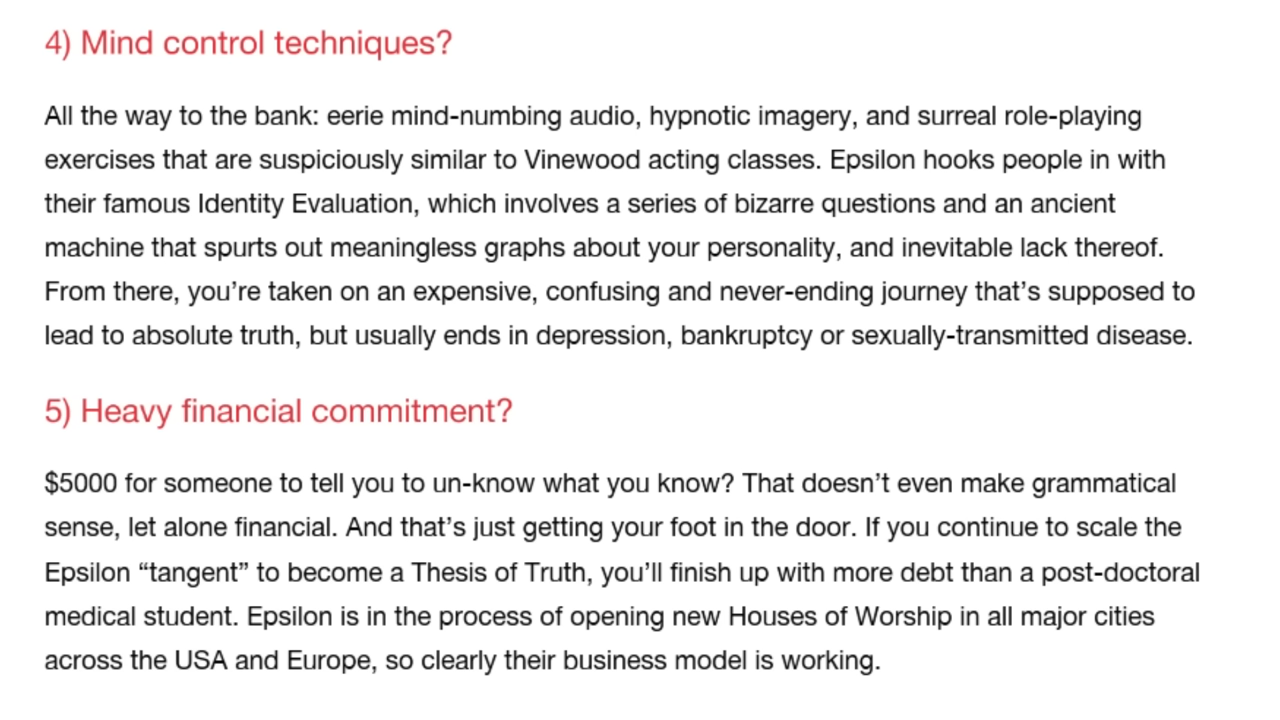 4) Mind control techniques?
All the way to the bank: eerie mind-numbing audio, hypnotic imagery, and surreal role-playing
exercises that are suspiciously similar to Vinewood acting classes. Epsilon hooks people in with
their famous Identity Evaluation, which involves a series of bizarre questions and an ancient
machine that spurts out meaningless graphs about your personality, and inevitable lack thereof.
From there, you’re taken on an expensive, confusing and never-ending journey that’s supposed to
lead to absolute truth, but usually ends in depression, bankruptcy or sexually-transmitted disease.
5) Heavy financial commitment?
$5000 for someone to tell you to un-know what you know? That doesn’t even make grammatical
sense, let alone financial. And that’s just getting your foot in the door. If you continue to scale the
Epsilon “tangent” to become a Thesis of Truth, you’ll finish up with more debt than a post-doctoral
medical student. Epsilon is in the process of opening new Houses of Worship in all major cities
across the USA and Europe, so clearly their business model is working.